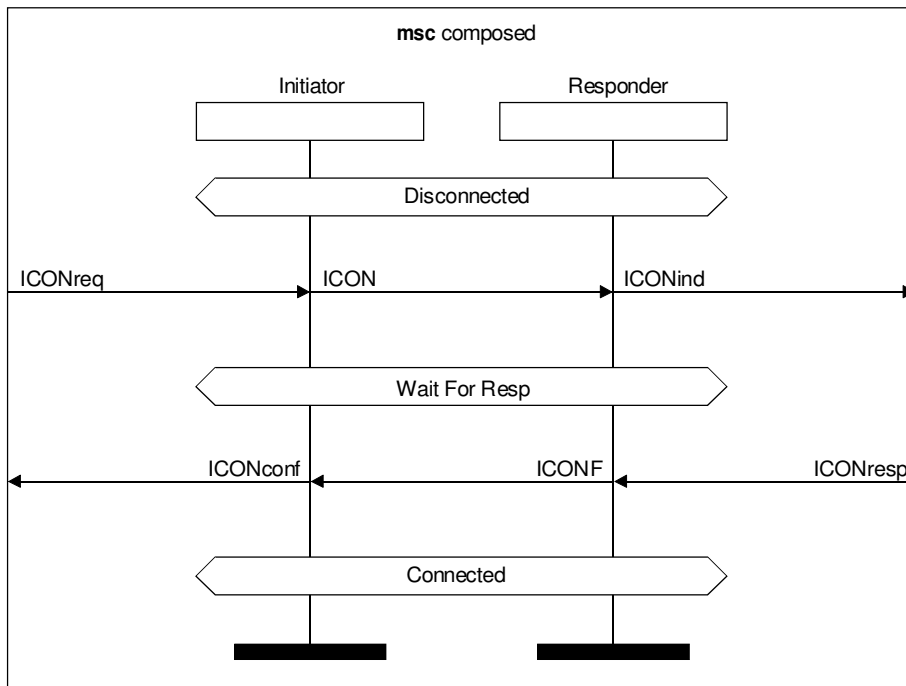 msc composed
Initiator Responder
Disconnected
ICONreq ICON ICONind
Wait For Resp
ICONconf ICONF ICONresp
Connected